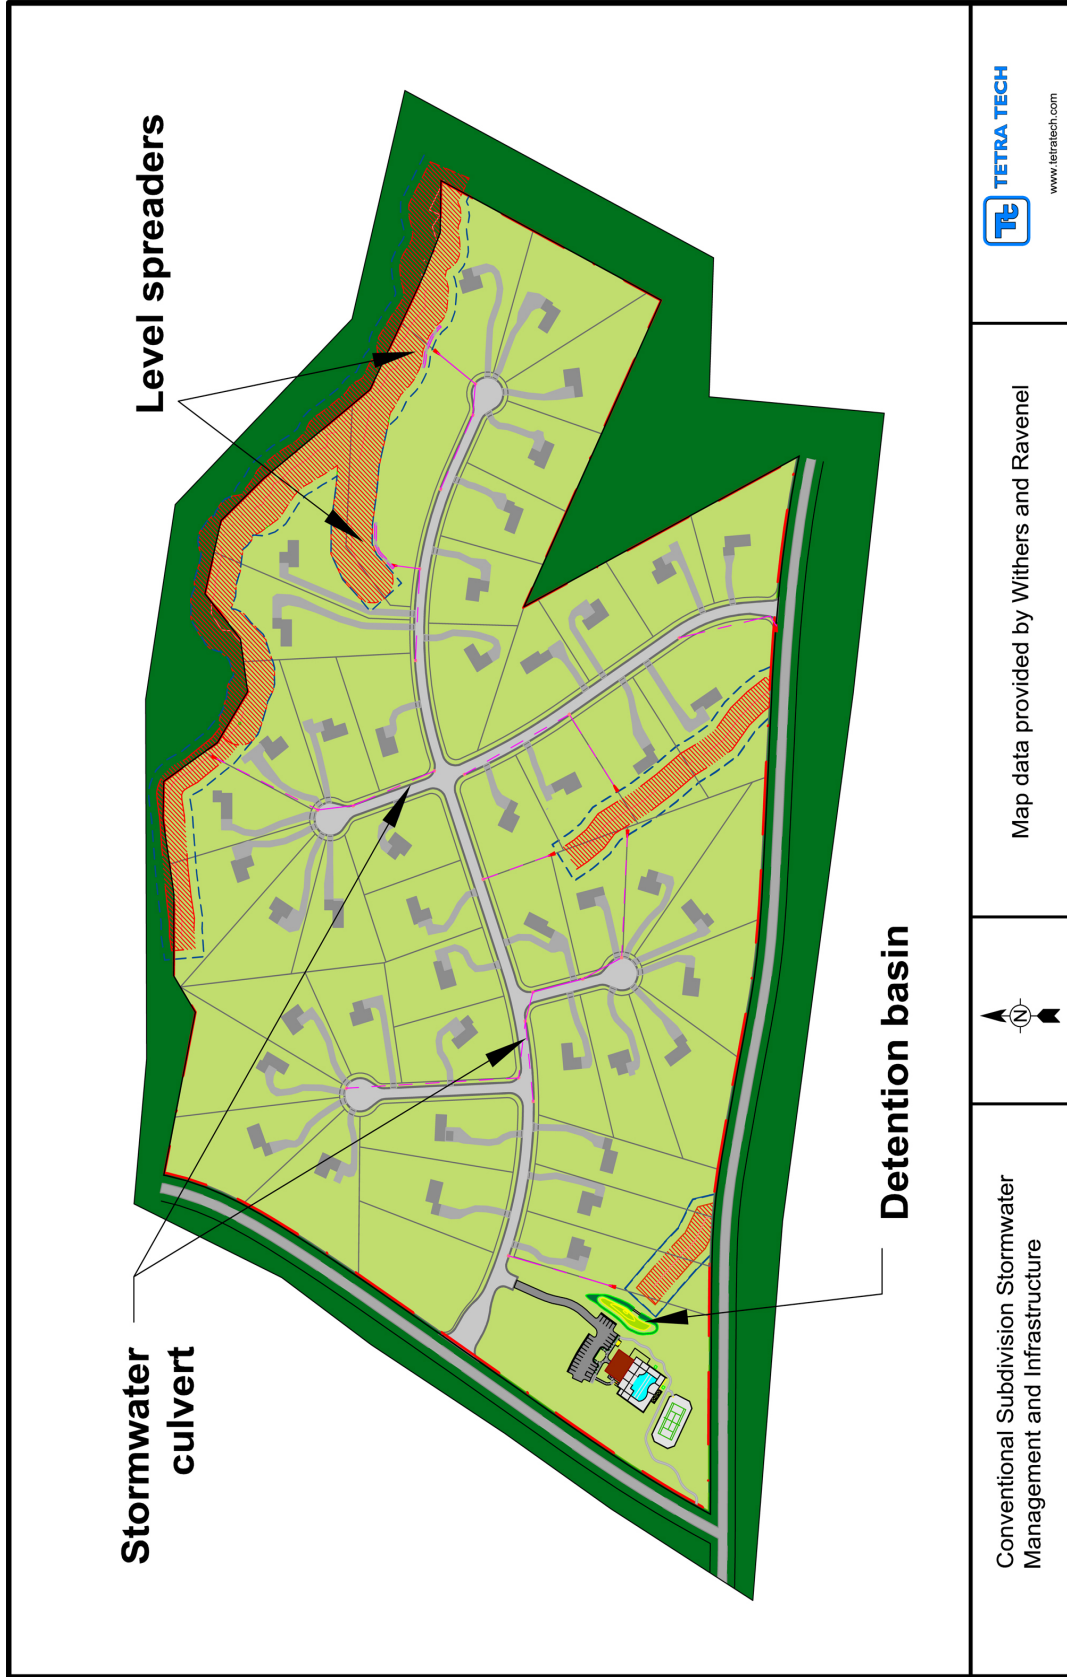 Stormwater
culvert
Level spreaders
Detention basin
Conventional Subdivision Stormwater
Management and Infrastructure
N
Map data provided by Withers and Ravenel
Tt
TETRA TECH
www.tetratech.com